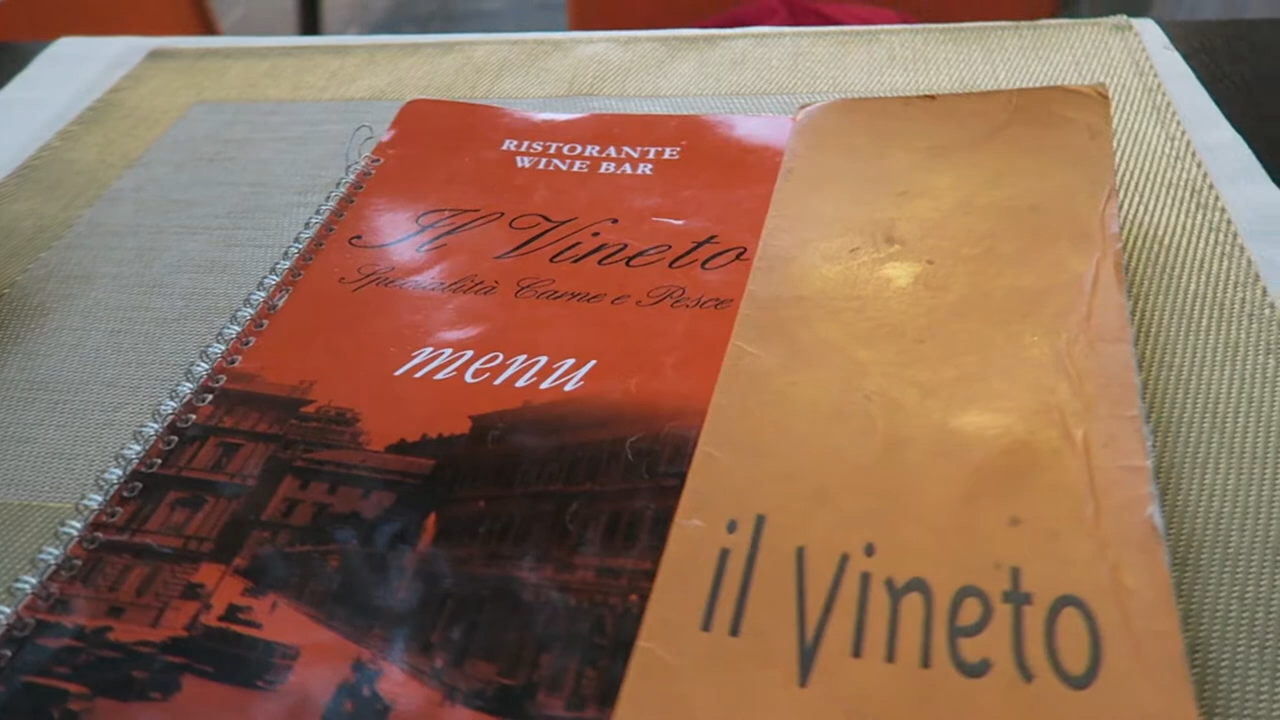 RISTORANTE
WINE BAR
Il Vineto
Specialità Carne e Pesce
menu
il Vineto